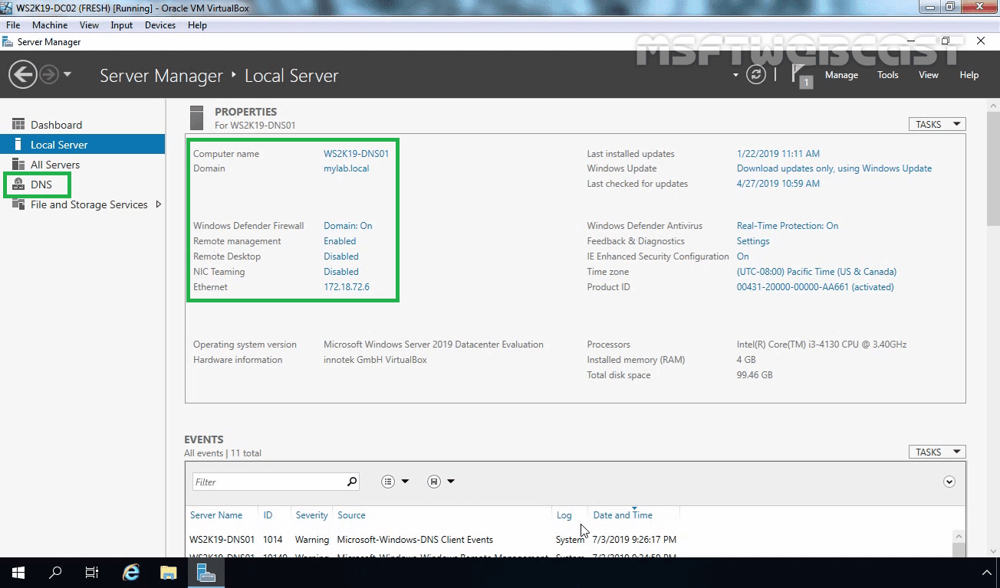 WS2K19-DC02 (FRESH) [Running] - Oracle VM VirtualBox
File Machine View Input Devices Help
Server Manager
MSFTWEBCAST
Server Manager Local Server
1 Manage Tools View Help
Dashboard
Local Server
All Servers
DNS
File and Storage Services
PROPERTIES
For WS2K19-DNS01
TASKS
Computer name WS2K19-DNS01
Domain mylab.local
Last installed updates 1/22/2019 11:11 AM
Windows Update Download updates only, using Windows Update
Last checked for updates 4/27/2019 10:59 AM
Windows Defender Firewall Domain: On
Remote management Enabled
Remote Desktop Disabled
NIC Teaming Disabled
Ethernet 172.18.72.6
Windows Defender Antivirus Real-Time Protection: On
Feedback & Diagnostics Settings
IE Enhanced Security Configuration On
Time zone (UTC-08:00) Pacific Time (US & Canada)
Product ID 00431-20000-00000-AA661 (activated)
Operating system version Microsoft Windows Server 2019 Datacenter Evaluation
Hardware information innotek GmbH VirtualBox
Processors Intel(R) Core(TM) i3-4130 CPU @ 3.40GHz
Installed memory (RAM) 4 GB
Total disk space 99.46 GB
EVENTS
All events | 11 total
TASKS
Filter
Server Name ID Severity Source Log Date and Time
WS2K19-DNS01 1014 Warning Microsoft-Windows-DNS Client Events System 7/3/2019 9:26:17 PM
WS2K19-DNS01 10149 Warning Microsoft-Windows-Windows Remote Management System